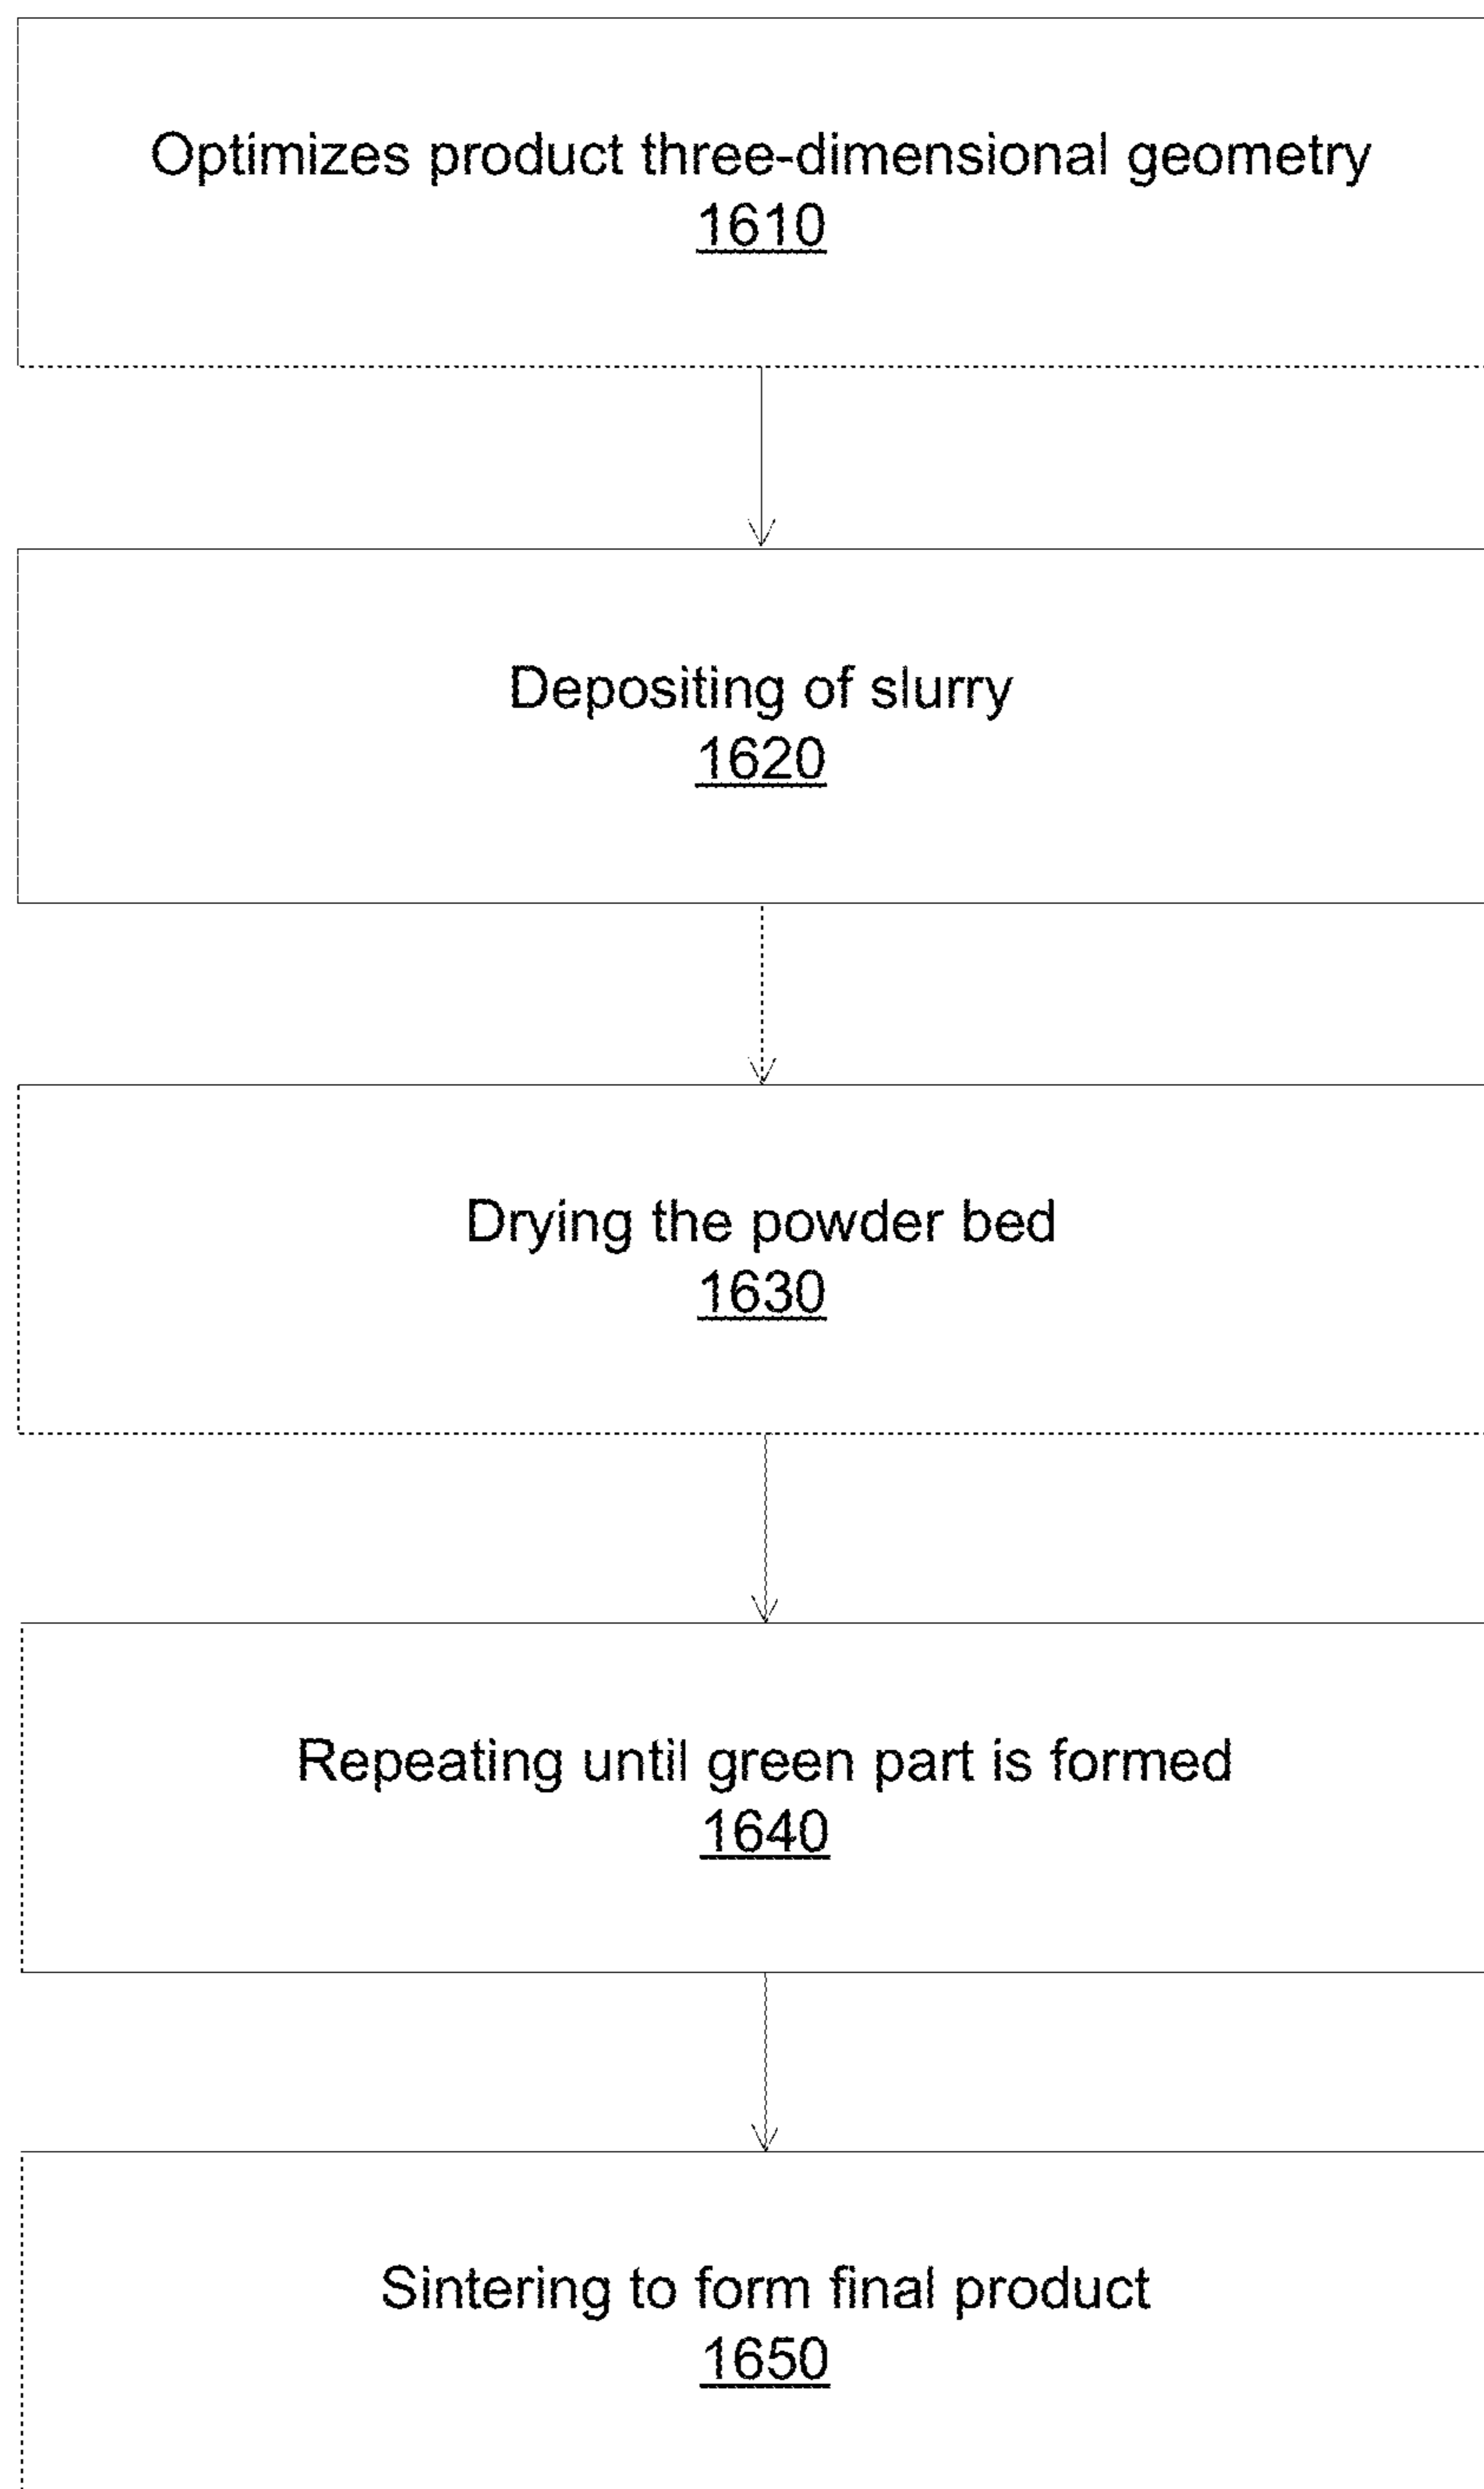 Optimizes product three-dimensional geometry
1610
Depositing of slurry
1620
Drying the powder bed
1630
Repeating until green part is formed
1640
Sintering to form final product
1650